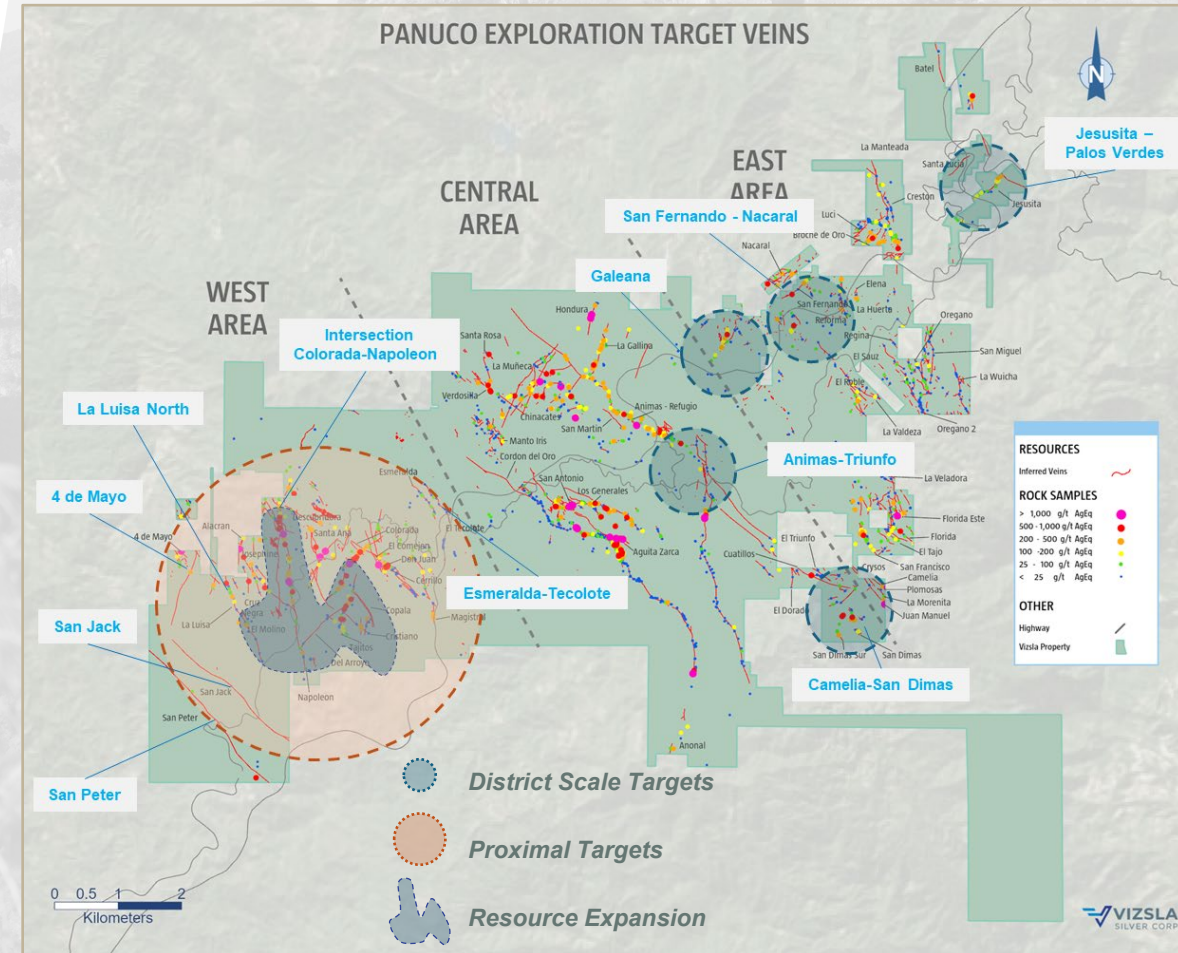 PANUCO EXPLORATION TARGET VEINS
N
Batel
Jesusita –
Palos Verdes
La Manteada
Santa Lucia
EAST
AREA
CENTRAL
AREA
Creston
Jesusita
San Fernando - Nacaral
Luci
Broche de Oro
Nacaral
Galeana
Elena
WEST
AREA
Hondura
San Fernando
La Huerta
Reforma
Oregano
Intersection
Colorada-Napoleon
Santa Rosa
La Gallina
Regina
San Miguel
El Sauz
La Muñeca
La Wuicha
El Roble
Verdosilla
La Luisa North
Chinacates
Animas - Refugio
San Martin
La Valdeza
Oregano 2
Manto Iris
Cordon del Oro
RESOURCES
Inferred Veins
ROCK SAMPLES
> 1,000 g/t AgEq
500-1,000 g/t AgEq
200 - 500 g/t AgEq
100 -200 g/t AgEq
25 - 100 g/t AgEq
< 25 g/t AgEq
OTHER
Highway
Vizsla Property
Animas-Triunfo
Esmeralda
San Antonio
La Veladora
Los Generales
4 de Mayo
Descubridora
Alacran
Santa Ana
Colorada
El Tecolote
Florida Este
4 de Mayo
El Comejen
Aguita Zarca
El Triunfo
Florida
Josephine
Don Juan
Cuatillos
El Tajo
Cerrillo
Crysos
San Francisco
Camelia
Plomosas
Esmeralda-Tecolote
Cruz
Negra
Copala
El Dorado
La Morenita
Juan Manuel
San Jack
La Luisa
El Molino
Magistral
Cristiano
Tajitos
Del Arroyo
San Dimas Sur
San Dimas
San Jack
Napoleon
Camelia-San Dimas
San Peter
Anonal
San Peter
District Scale Targets
Proximal Targets
Resource Expansion
0 0.5 1 2
Kilometers
VIZSLA
SILVER CORP